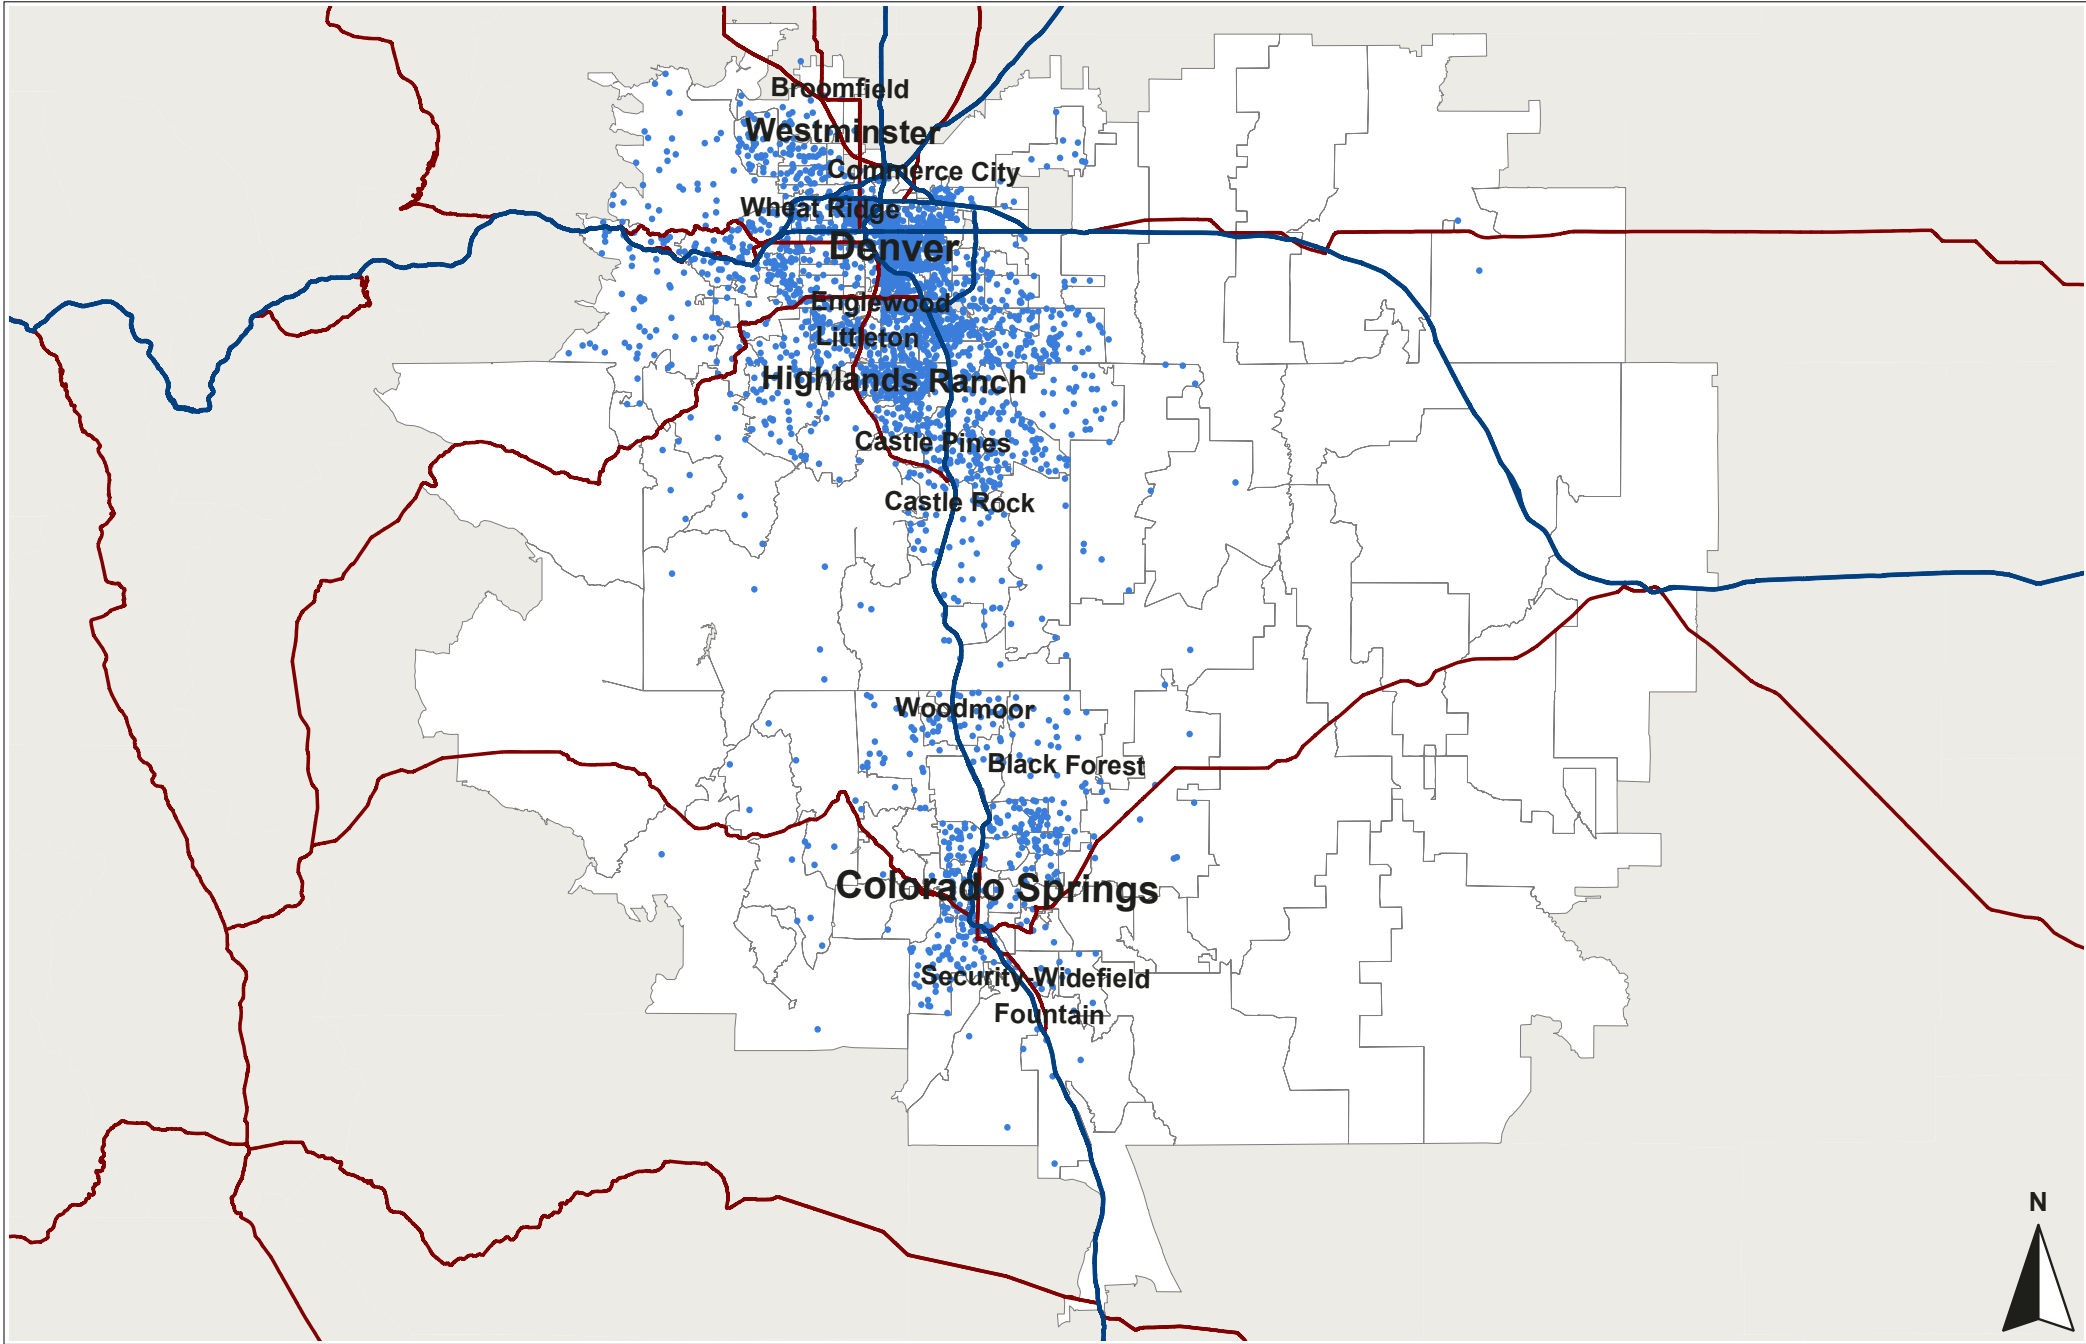 Broomfield
Westminster
Commerce City
Wheat Ridge
Denver
Englewood
Littleton
Highlands Ranch
Castle Pines
Castle Rock
Woodmoor
Black Forest
Colorado Springs
Security-Widefield
Fountain
N